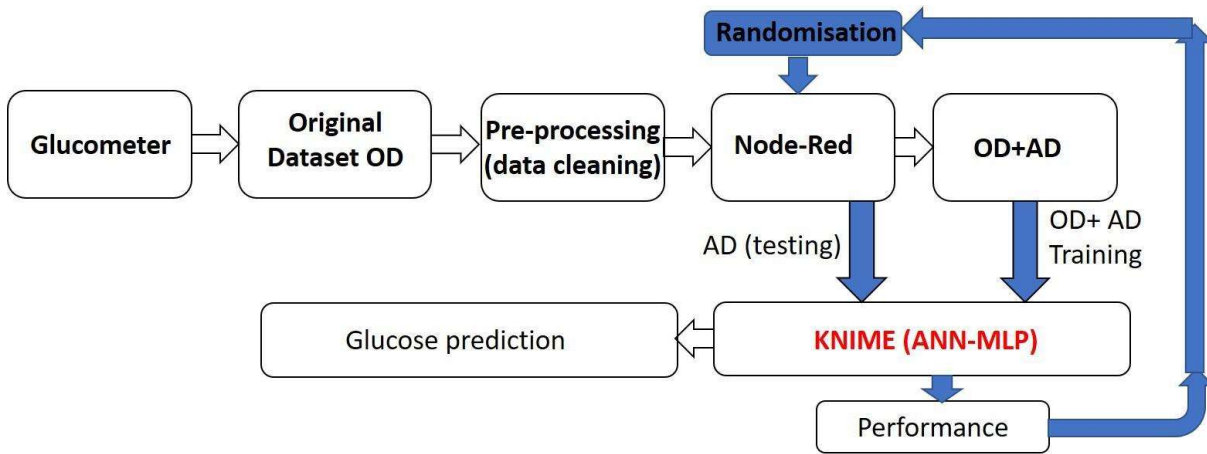 Randomisation
Glucometer
Original
Dataset OD
Pre-processing
(data cleaning)
Node-Red
OD+AD
AD (testing)
OD+ AD
Training
Glucose prediction
KNIME (ANN-MLP)
Performance